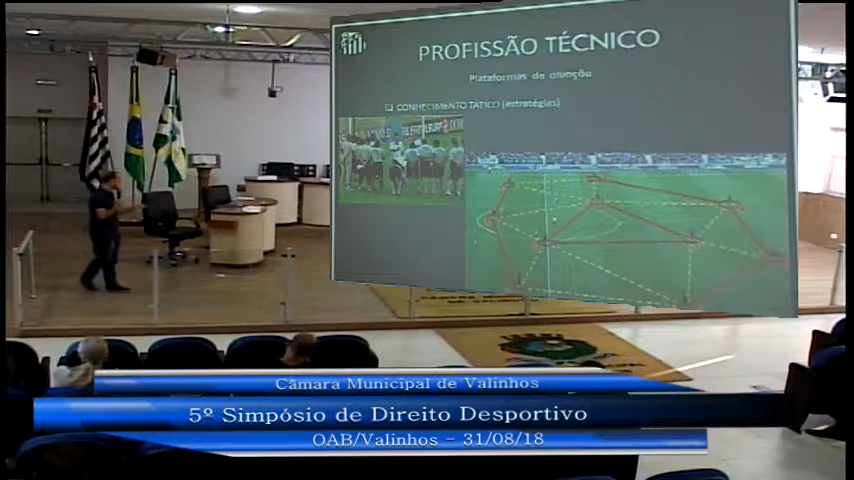 PROFISSÃO TÉCNICO
Plataformas de atuação
CONHECIMENTO TÁTICO (estratégias)
Câmara Municipal de Valinhos
5º Simpósio de Direito Desportivo
OAB/Valinhos - 31/08/18